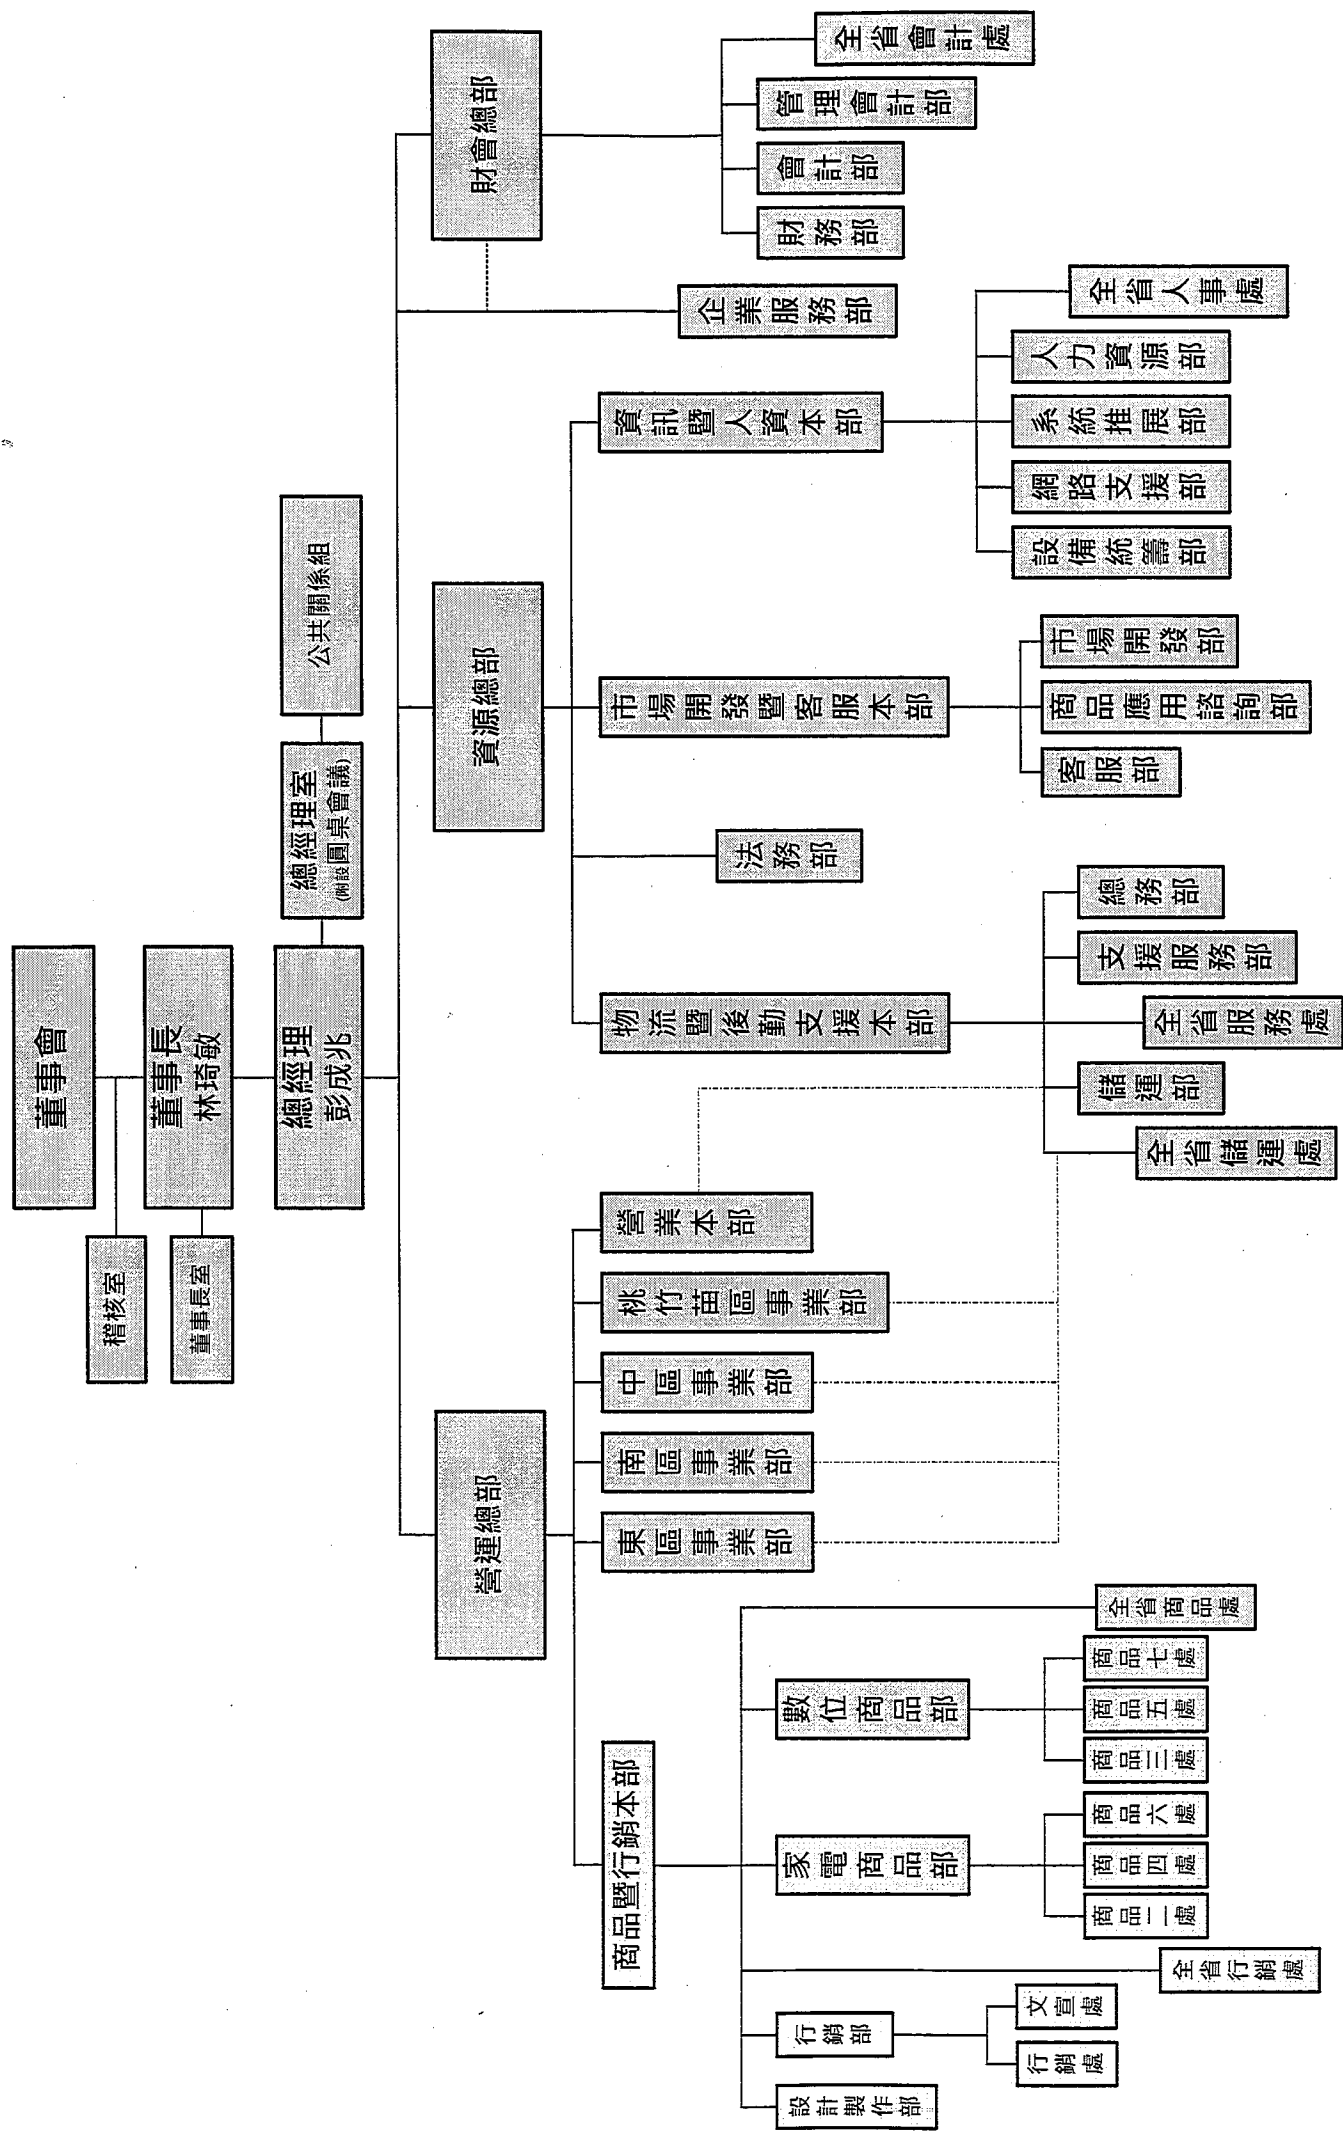 董事會
稽核室
董事長
林琦敏
董事長室
總經理
彭成兆
總經理室
(附設圓桌會議)
公共關係組
營運總部
資源總部
財會總部
商品暨行銷本部
東區事業部
南區事業部
中區事業部
桃竹苗區事業部
營業本部
物流暨後勤支援本部
法務部
市場開發暨客服本部
資訊暨人資本部
企業服務部
設計製作部
行銷部
行銷處
文宣處
全省行銷處
家電商品部
商品二處
商品四處
商品六處
數位商品部
商品三處
商品五處
商品七處
全省商品處
全省儲運處
儲運部
全省服務處
支援服務部
總務部
客服部
商品應用諮詢部
市場開發部
設備統籌部
網路支援部
系統推展部
人力資源部
全省人事處
財務部
會計部
管理會計部
全省會計處